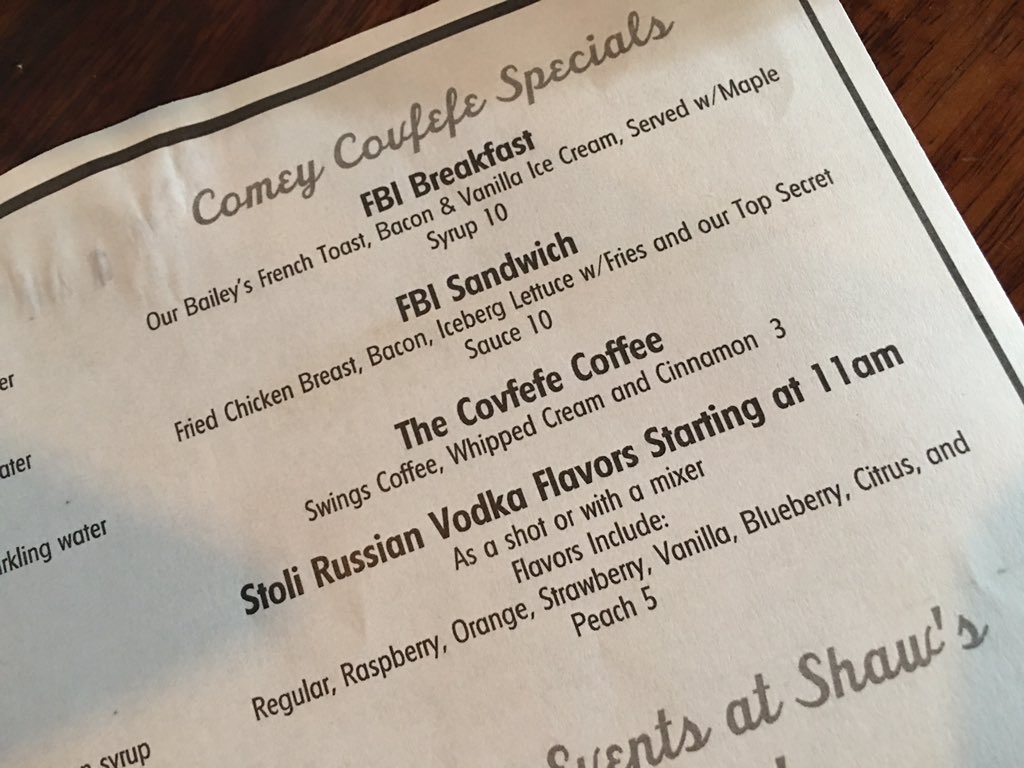 Comey Covfefe Specials
FBI Breakfast
Our Bailey's French Toast, Bacon & Vanilla Ice Cream, Served w/Maple
Syrup 10
FBI Sandwich
Fried Chicken Breast, Bacon, Iceberg Lettuce w/Fries and our Top Secret
Sauce 10
The Covfefe Coffee
Swings Coffee, Whipped Cream and Cinnamon 3
Stoli Russian Vodka Flavors Starting at 11am
As a shot or with a mixer
Flavors Include:
Regular, Raspberry, Orange, Strawberry, Vanilla, Blueberry, Citrus, and
Peach 5
Events at Shaw's
er
ater
rkling water
syrup